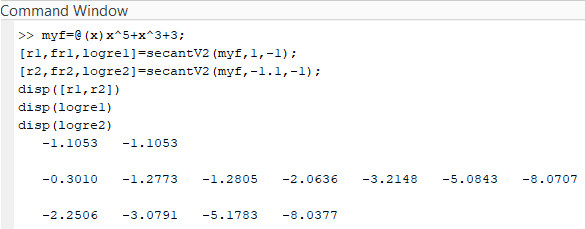 Command Window
>> myf=@(x)x^5+x^3+3;
[r1,fr1,logre1]=secantV2(myf,1,-1);
[r2,fr2,logre2]=secantV2(myf,-1.1,-1);
disp([r1,r2])
disp(logre1)
disp(logre2)
-1.1053 -1.1053
-0.3010 -1.2773 -1.2805 -2.0636 -3.2148 -5.0843 -8.0707
-2.2506 -3.0791 -5.1783 -8.0377